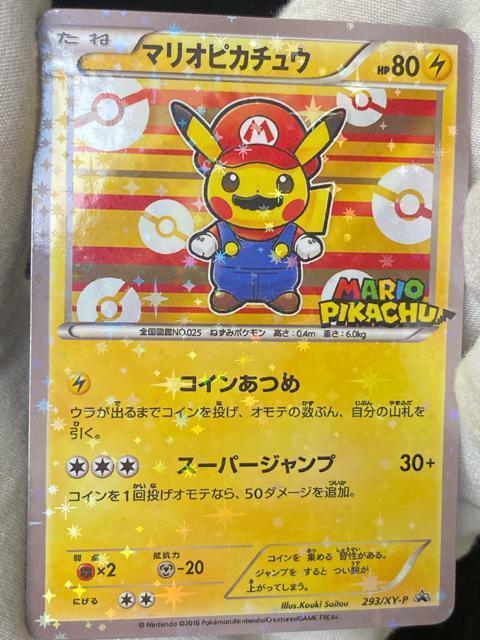 たね マリオピカチュウ HP80
M
MARIO
PIKACHU
全国図鑑NO.025 ねずみポケモン 高さ:0.4m 重さ:6.0kg
コインあつめ
ウラが出るまでコインを投げ、オモテの数ぶん、自分の山札を
引く。
スーパージャンプ 30+
コインを1回投げオモテなら、50ダメージを追加。
弱点 ×2 抵抗力 -20
にげる
コインを集める習性がある。
ジャンプをするとつい腕が
上がってしまう。
Illus.Kouki Saitou 293/XY-P
©2016 Pokémon/Nintendo/Creatures/GAME FREAK.